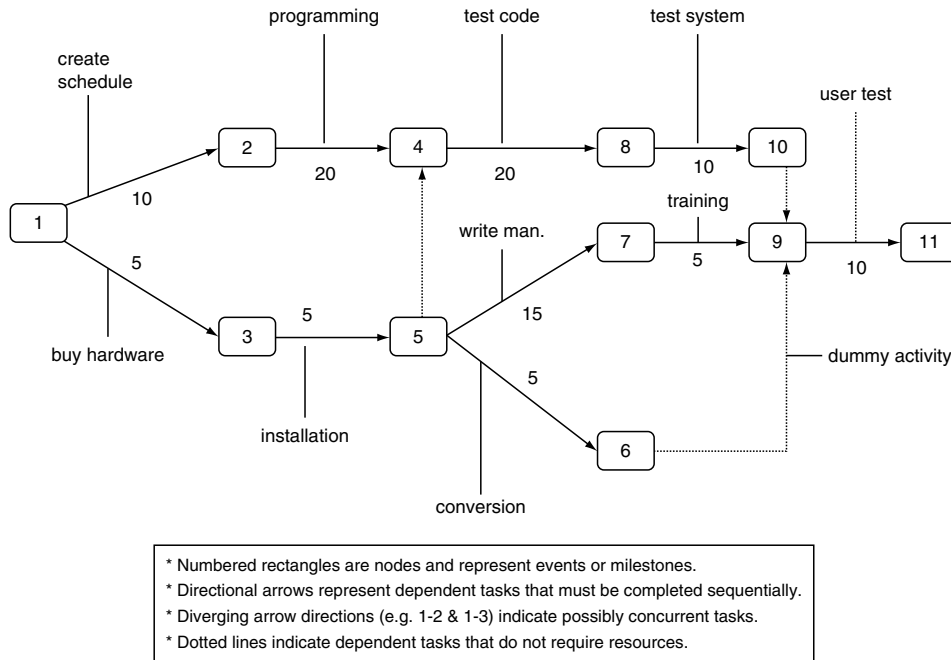 programming
test code
test system
create
schedule
user test
2
4
8
10
20
20
10
10
training
1
write man.
7
9
11
5
5
10
5
15
3
5
buy hardware
5
dummy activity
installation
6
conversion
* Numbered rectangles are nodes and represent events or milestones.
* Directional arrows represent dependent tasks that must be completed sequentially.
* Diverging arrow directions (e.g. 1-2 & 1-3) indicate possibly concurrent tasks.
* Dotted lines indicate dependent tasks that do not require resources.